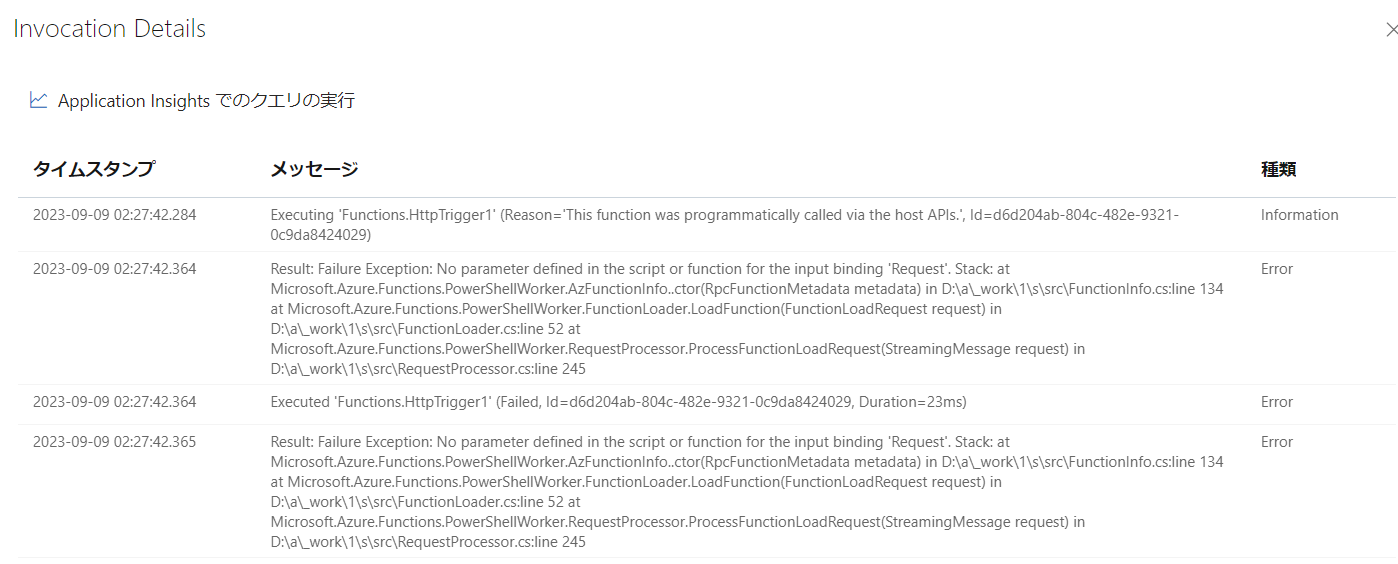 Invocation Details
Application Insights でのクエリの実行
タイムスタンプ メッセージ 種類
2023-09-09 02:27:42.284 Executing 'Functions.HttpTrigger1' (Reason='This function was programmatically called via the host APIs.', Id=d6d204ab-804c-482e-9321- Information
0c9da8424029)
2023-09-09 02:27:42.364 Result: Failure Exception: No parameter defined in the script or function for the input binding 'Request'. Stack: at Error
Microsoft.Azure.Functions.PowerShellWorker.AzFunctionInfo..ctor(RpcFunctionMetadata metadata) in D:\a\_work\1\s\src\FunctionInfo.cs:line 134
at Microsoft.Azure.Functions.PowerShellWorker.FunctionLoader.LoadFunction(FunctionLoadRequest request) in
D:\a\_work\1\s\src\FunctionLoader.cs:line 52 at
Microsoft.Azure.Functions.PowerShellWorker.RequestProcessor.ProcessFunctionLoadRequest(StreamingMessage request) in
D:\a\_work\1\s\src\RequestProcessor.cs:line 245
2023-09-09 02:27:42.364 Executed 'Functions.HttpTrigger1' (Failed, Id=d6d204ab-804c-482e-9321-0c9da8424029, Duration=23ms) Error
2023-09-09 02:27:42.365 Result: Failure Exception: No parameter defined in the script or function for the input binding 'Request'. Stack: at Error
Microsoft.Azure.Functions.PowerShellWorker.AzFunctionInfo..ctor(RpcFunctionMetadata metadata) in D:\a\_work\1\s\src\FunctionInfo.cs:line 134
at Microsoft.Azure.Functions.PowerShellWorker.FunctionLoader.LoadFunction(FunctionLoadRequest request) in
D:\a\_work\1\s\src\FunctionLoader.cs:line 52 at
Microsoft.Azure.Functions.PowerShellWorker.RequestProcessor.ProcessFunctionLoadRequest(StreamingMessage request) in
D:\a\_work\1\s\src\RequestProcessor.cs:line 245